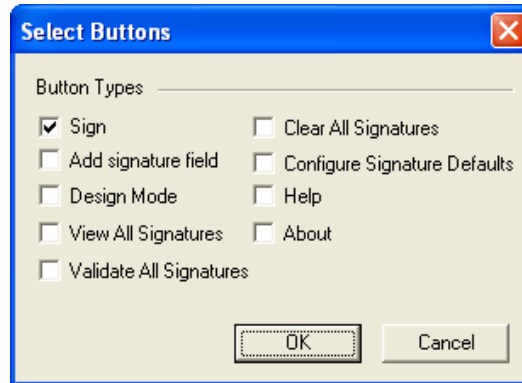 Select Buttons
Button Types
Sign
Clear All Signatures
Add signature field
Configure Signature Defaults
Design Mode
Help
View All Signatures
About
Validate All Signatures
OK
Cancel